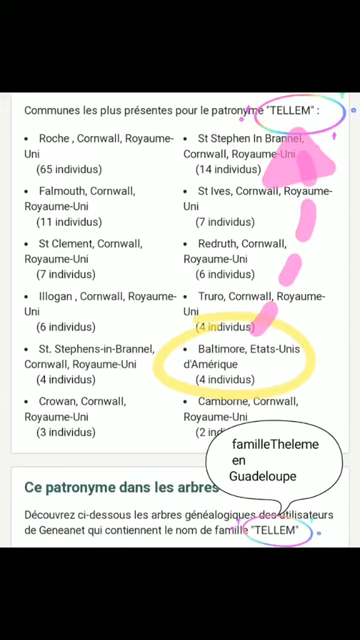 Communes les plus présentes pour le patronyme "TELLEM" :
• Roche , Cornwall, Royaume-
Uni
(65 individus)
• Falmouth, Cornwall,
Royaume-Uni
(11 individus)
• St Clement, Cornwall,
Royaume-Uni
(7 individus)
• Illogan , Cornwall, Royaume-
Uni
(6 individus)
• St. Stephens-in-Brannel,
Cornwall, Royaume-Uni
(4 individus)
• Crowan, Cornwall,
Royaume-Uni
(3 individus)
• St Stephen In Brannel,
Cornwall, Royaume-Uni
(14 individus)
• St Ives, Cornwall, Royaume-
Uni
(7 individus)
• Redruth, Cornwall,
Royaume-Uni
(6 individus)
• Truro, Cornwall, Royaume-
Uni
(4 individus)
• Baltimore, Etats-Unis
d'Amérique
(4 individus)
• Camborne, Cornwall,
Royaume-Uni
(2 ind
familleTheleme
en
Guadeloupe
Ce patronyme dans les arbres
Découvrez ci-dessous les arbres généalogiques des utilisateurs
de Geneanet qui contiennent le nom de famille "TELLEM"